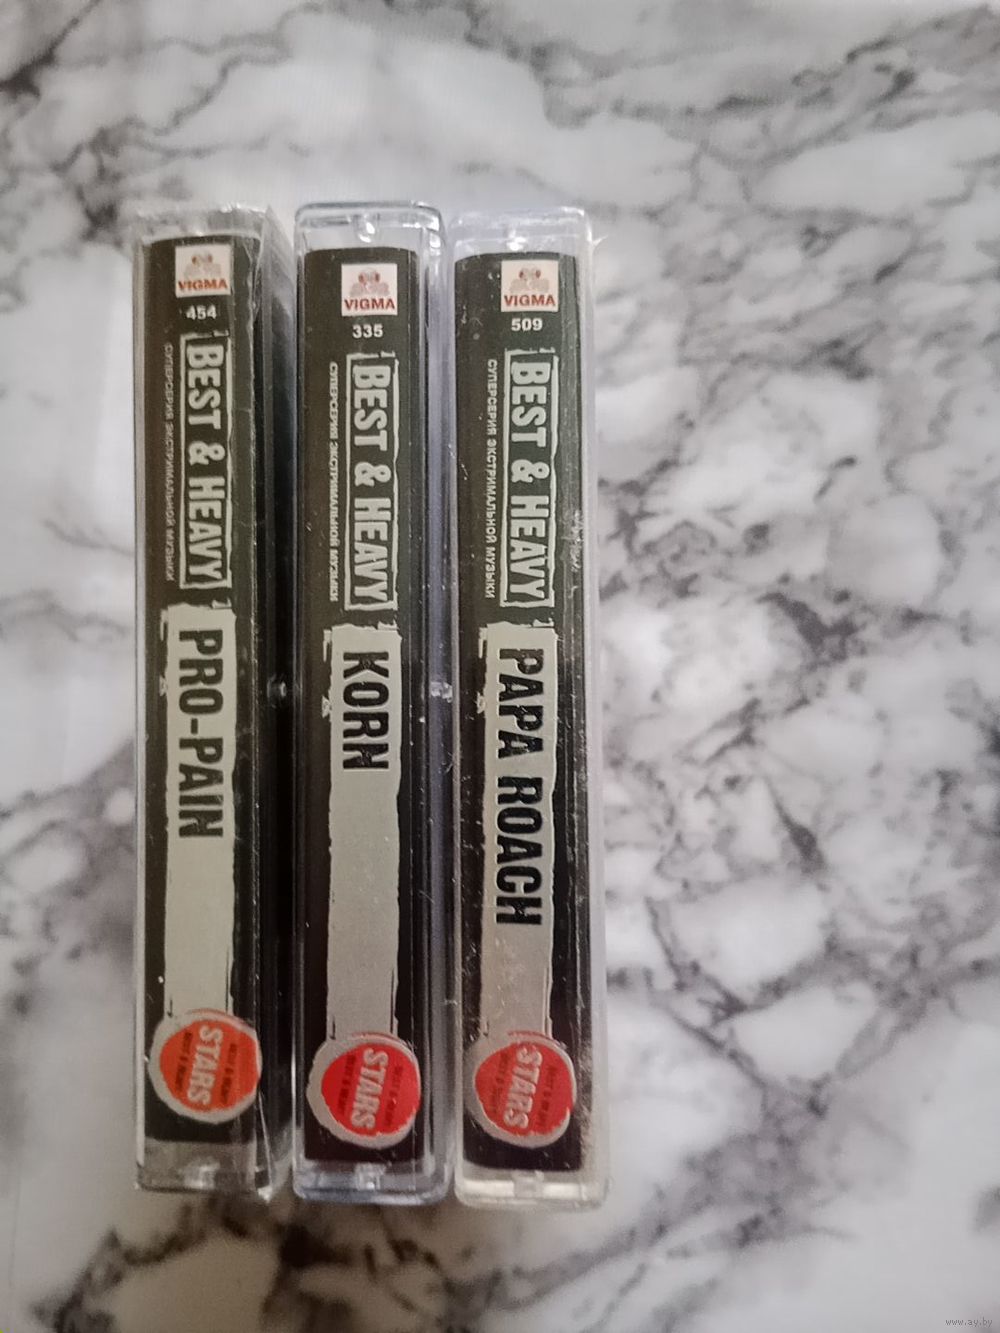 VIGMA
454
BEST & HEAVY
СУПЕРСЕРИЯ ЭКСТРИМАЛЬНОЙ МУЗЫКИ
PRO-PAIN
STARS
VIGMA
335
BEST & HEAVY
СУПЕРСЕРИЯ ЭКСТРИМАЛЬНОЙ МУЗЫКИ
KORN
STARS
VIGMA
509
BEST & HEAVY
СУПЕРСЕРИЯ ЭКСТРИМАЛЬНОЙ МУЗЫКИ
PAPA ROACH
STARS
www.ay.by